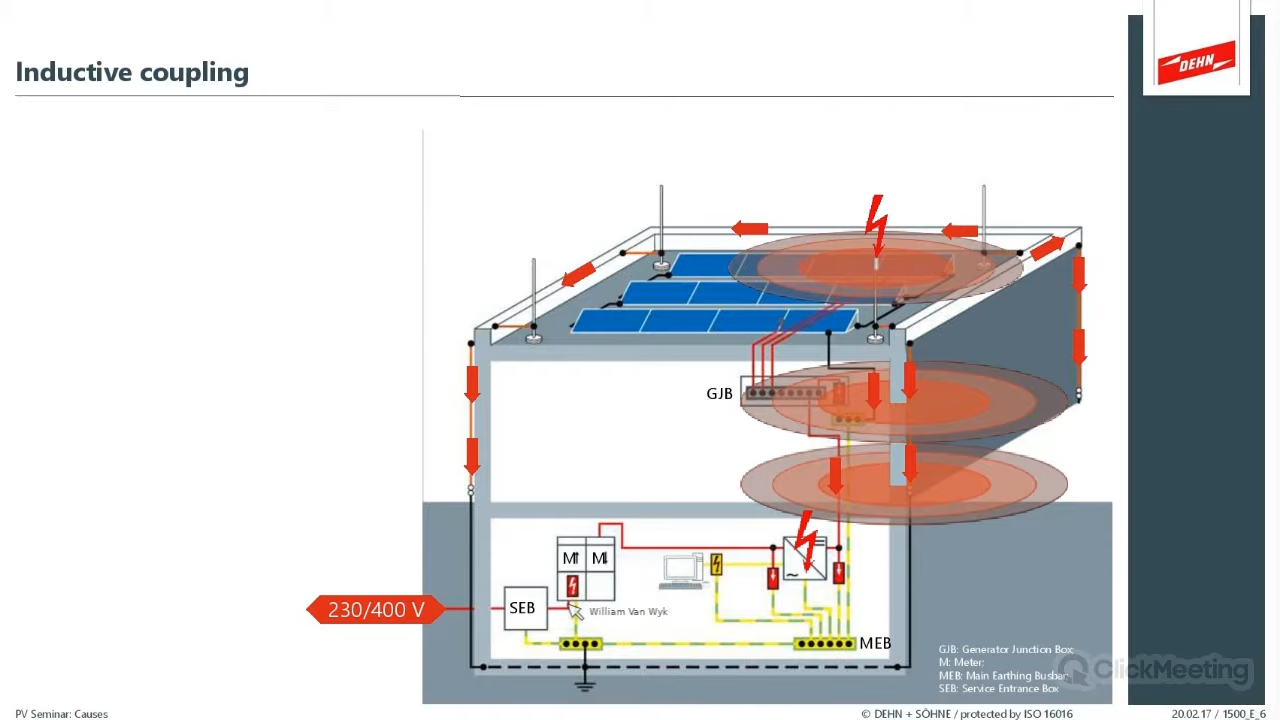 Inductive coupling
DEHN
GJB
M↑ M↓
230/400 V
SEB
William Van Wyk
MEB
GJB: Generator Junction Box;
M: Meter;
MEB: Main Earthing Busbar;
SEB: Service Entrance Box
ClickMeeting
PV Seminar: Causes
© DEHN + SÖHNE / protected by ISO 16016
20.02.17 / 1500_E_6